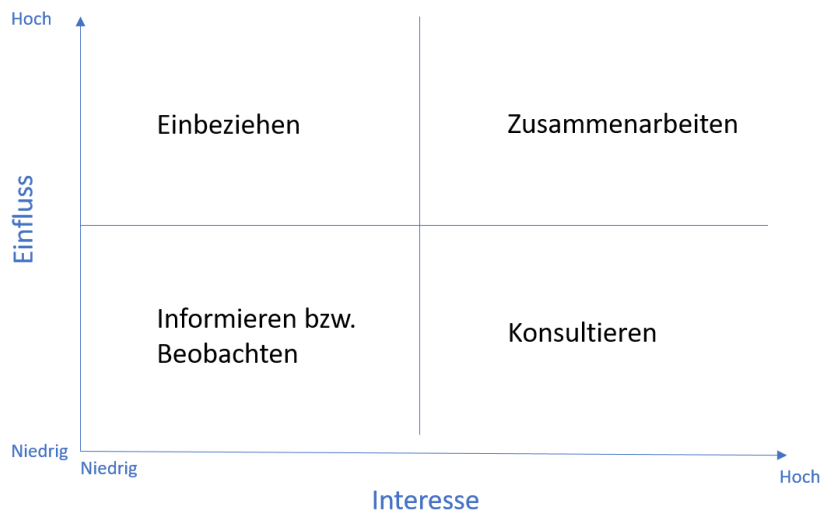 Hoch
Einbeziehen
Zusammenarbeiten
Einfluss
Informieren bzw.
Beobachten
Konsultieren
Niedrig
Niedrig
Hoch
Interesse